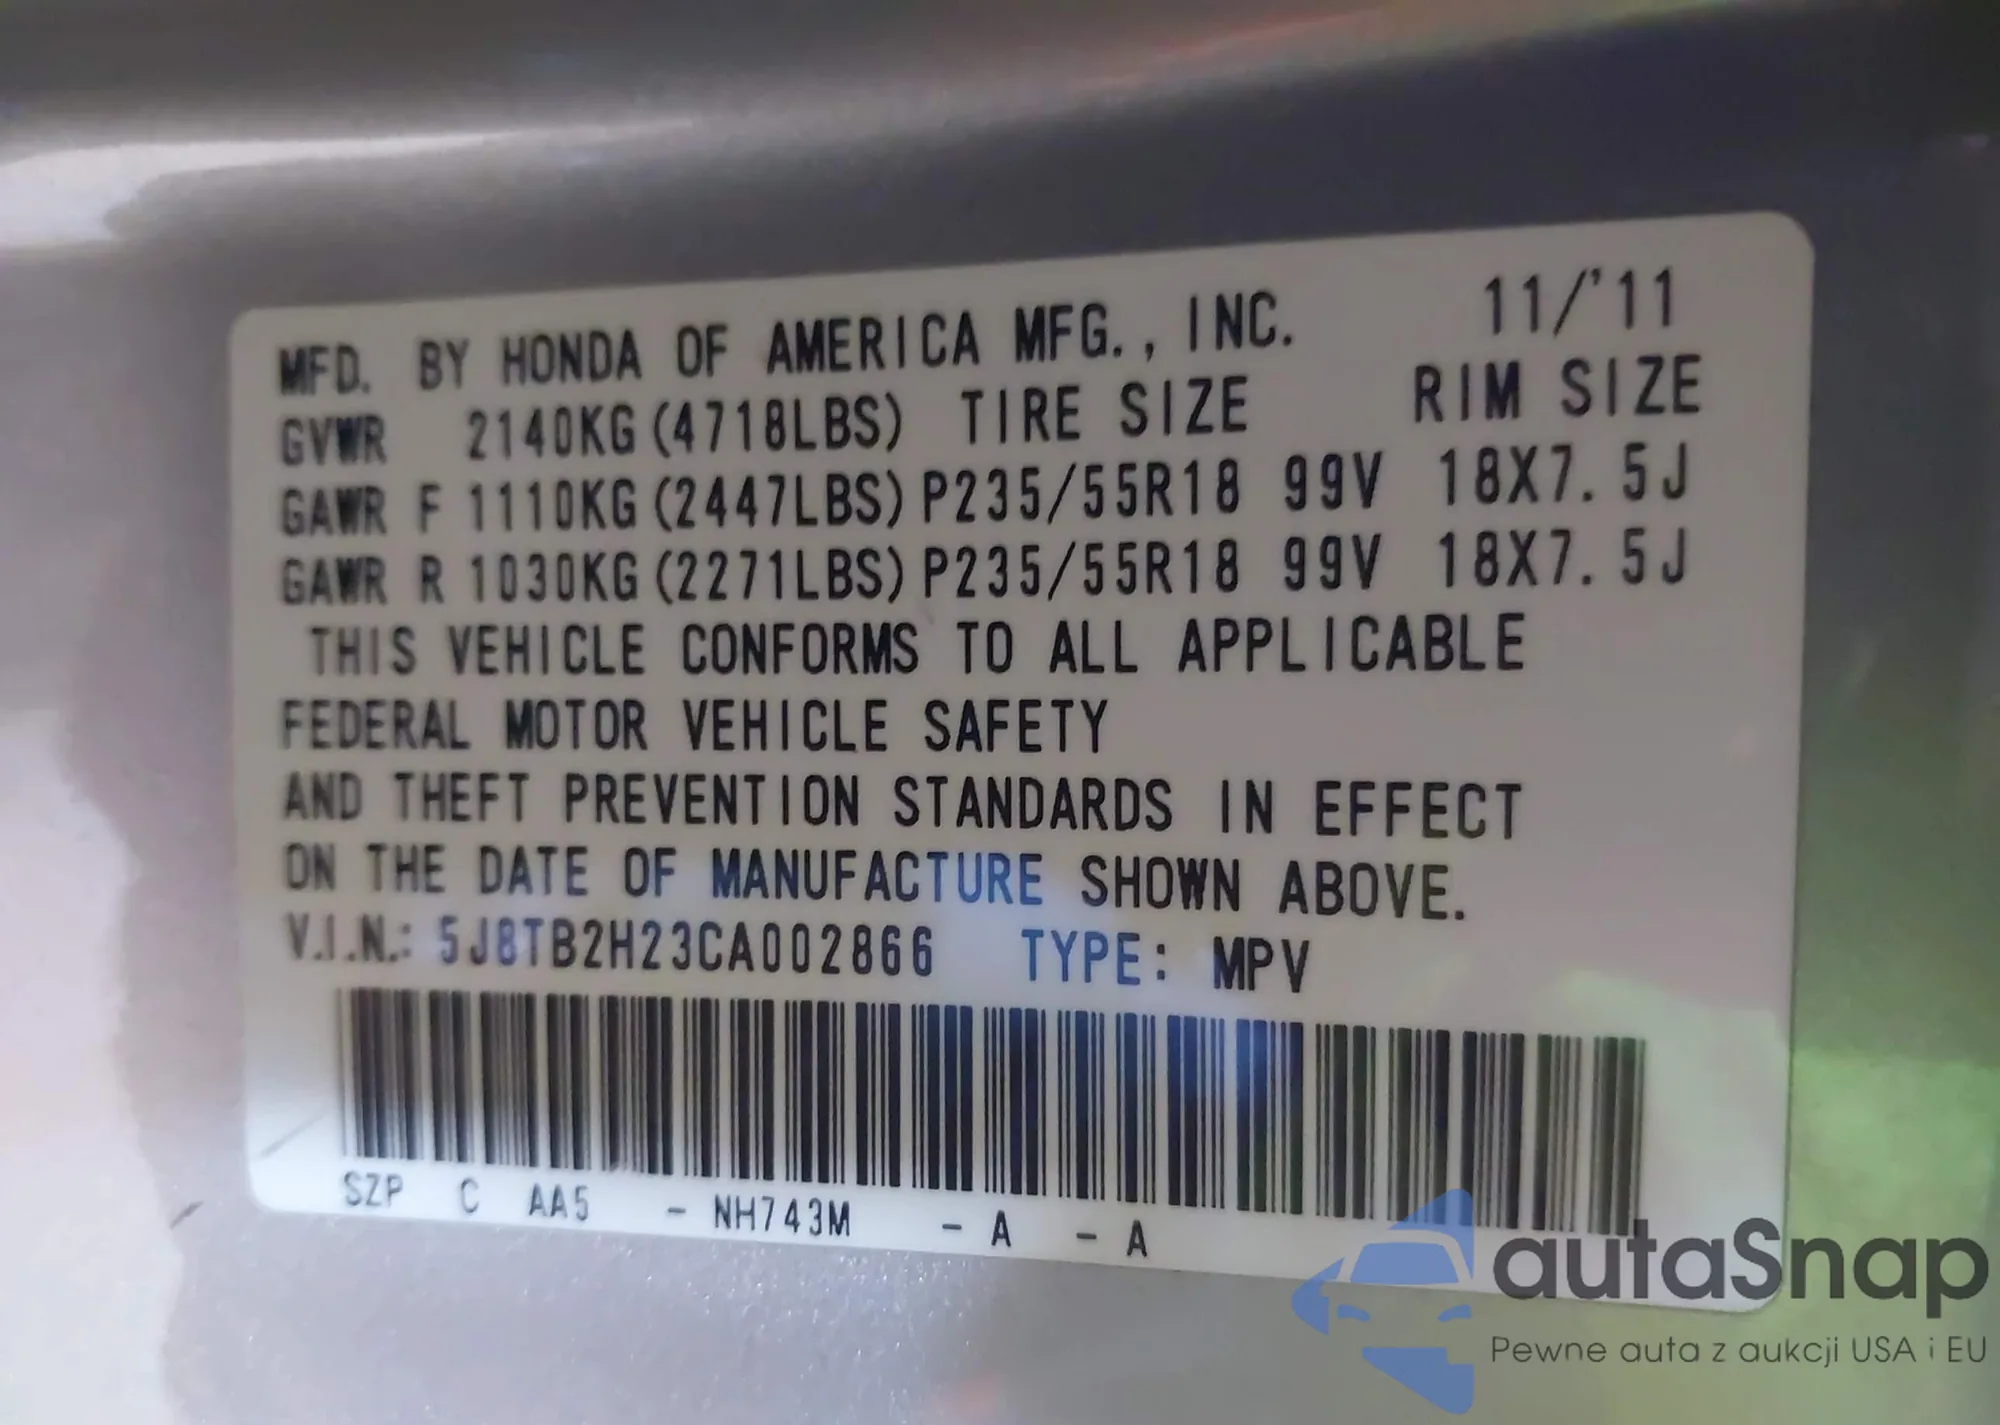 MFD. BY HONDA OF AMERICA MFG., INC. 11/'11
GVWR 2140KG (4718LBS) TIRE SIZE RIM SIZE
GAWR F 1110KG (2447LBS) P235/55R18 99V 18X7.5J
GAWR R 1030KG (2271LBS) P235/55R18 99V 18X7.5J
THIS VEHICLE CONFORMS TO ALL APPLICABLE
FEDERAL MOTOR VEHICLE SAFETY
AND THEFT PREVENTION STANDARDS IN EFFECT
ON THE DATE OF MANUFACTURE SHOWN ABOVE.
V.I.N.: 5J8TB2H23CA002866 TYPE: MPV
SZP C AA5 - NH743M - A - A
autaSnap
Pewne auta z aukcji USA i EU